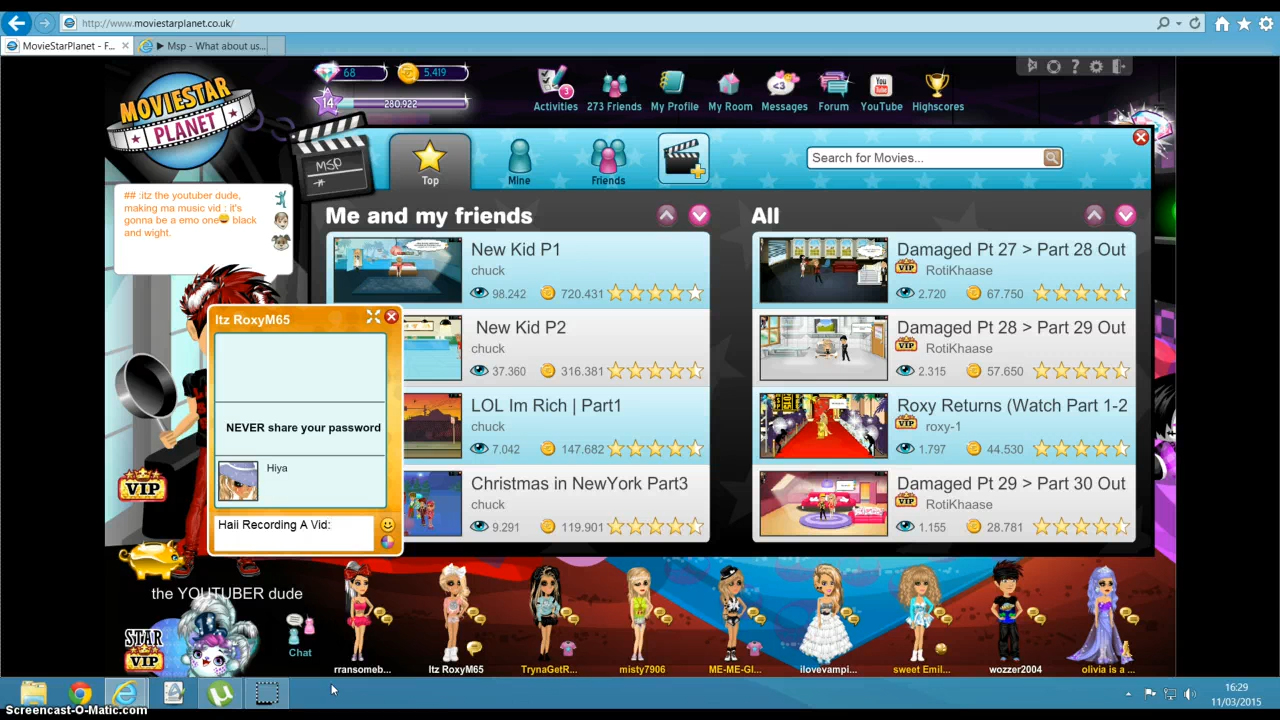 http://www.moviestarplanet.co.uk/
MovieStarPlanet - F...
Msp - What about us...
MOVIESTAR
PLANET
68
5.419
14
280.922
3
Activities
273 Friends
My Profile
My Room
<3
Messages
Forum
You
Tube
YouTube
Highscores
MSP
Top
Mine
Friends
Search for Movies...
## :itz the youtuber dude,
making ma music vid : it's
gonna be a emo one black
and wight.
Me and my friends
All
New Kid P1
chuck
98.242 720.431
New Kid P2
chuck
37.360 316.381
LOL Im Rich | Part1
chuck
7.042 147.682
Christmas in NewYork Part3
chuck
9.291 119.901
Damaged Pt 27 > Part 28 Out
VIP RotiKhaase
2.720 67.750
Damaged Pt 28 > Part 29 Out
VIP RotiKhaase
2.315 57.650
Roxy Returns (Watch Part 1-2
VIP roxy-1
1.797 44.530
Damaged Pt 29 > Part 30 Out
VIP RotiKhaase
1.155 28.781
Itz RoxyM65
NEVER share your password
Hiya
Haii Recording A Vid:
VIP
the YOUTUBER dude
STAR
VIP
Chat
rransomeb...
Itz RoxyM65
TrynaGetR...
misty7906
ME-ME-GI...
ilovevampi...
sweet Emil...
wozzer2004
olivia is a ...
16:29
11/03/2015
Screencast-O-Matic.com